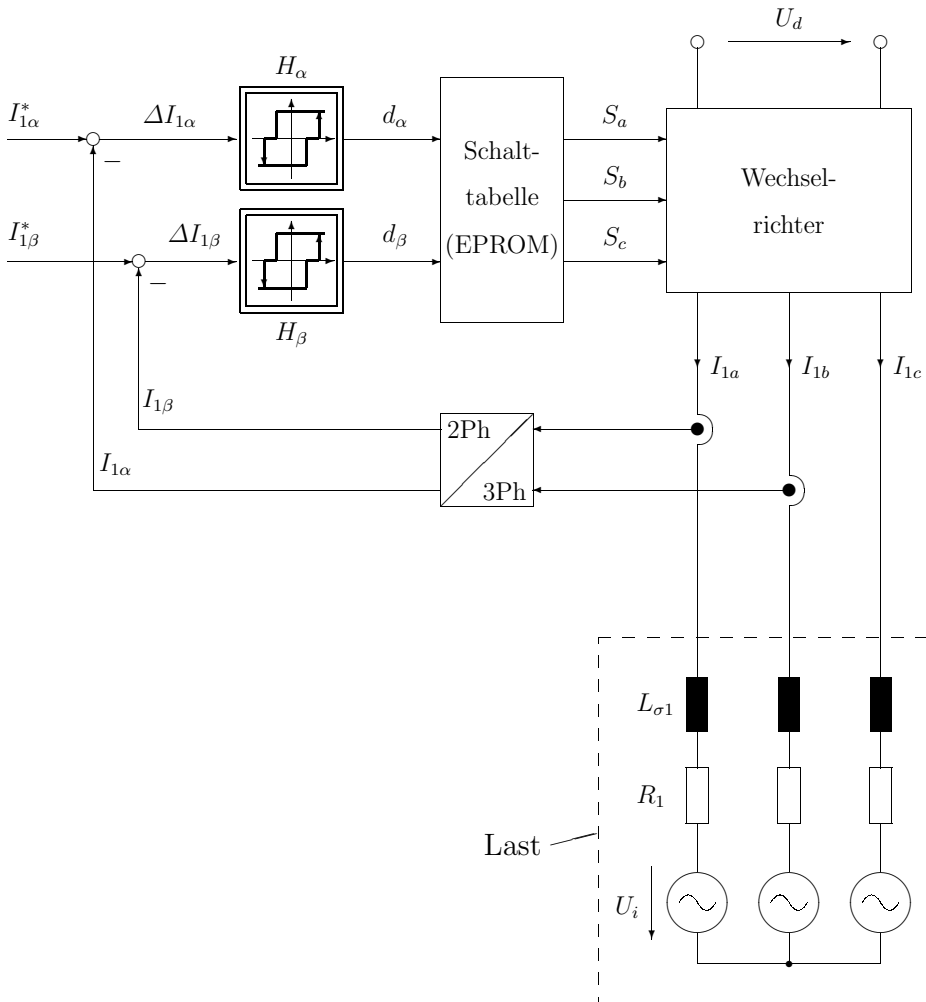 U_d
H_α
I*_{1α}
ΔI_{1α}
d_α
S_a
−
Schalt-
tabelle
(EPROM)
S_b
Wechsel-
richter
I*_{1β}
ΔI_{1β}
d_β
S_c
−
H_β
I_{1a}
I_{1b}
I_{1c}
I_{1β}
2Ph
I_{1α}
3Ph
L_{σ1}
R_1
Last
U_i